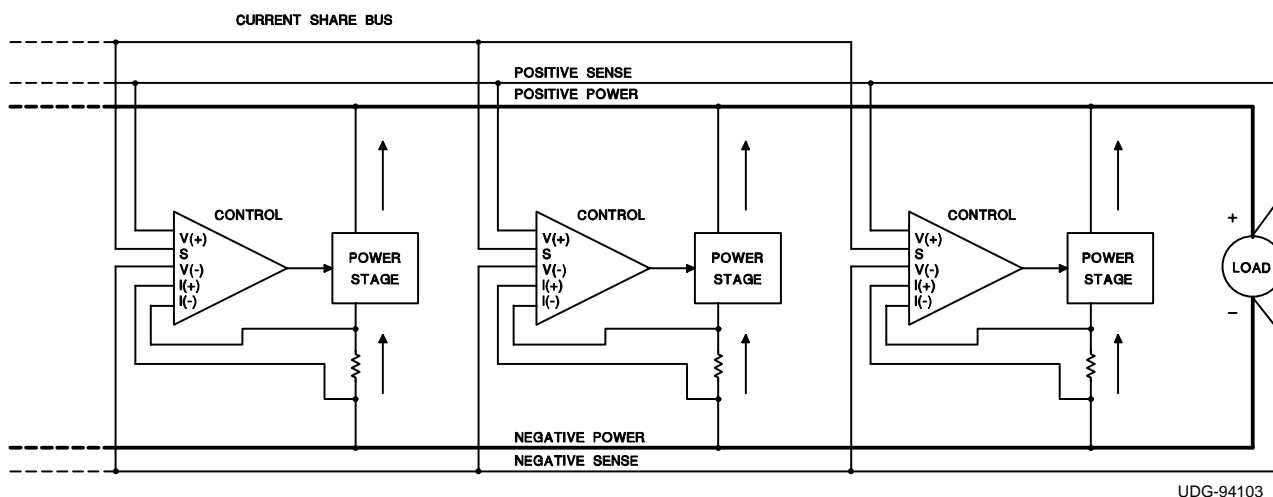 CURRENT SHARE BUS
POSITIVE SENSE
POSITIVE POWER
CONTROL
V(+)
S
V(-)
I(+)
I(-)
POWER
STAGE
CONTROL
V(+)
S
V(-)
I(+)
I(-)
POWER
STAGE
CONTROL
V(+)
S
V(-)
I(+)
I(-)
POWER
STAGE
+
LOAD
−
NEGATIVE POWER
NEGATIVE SENSE
UDG-94103